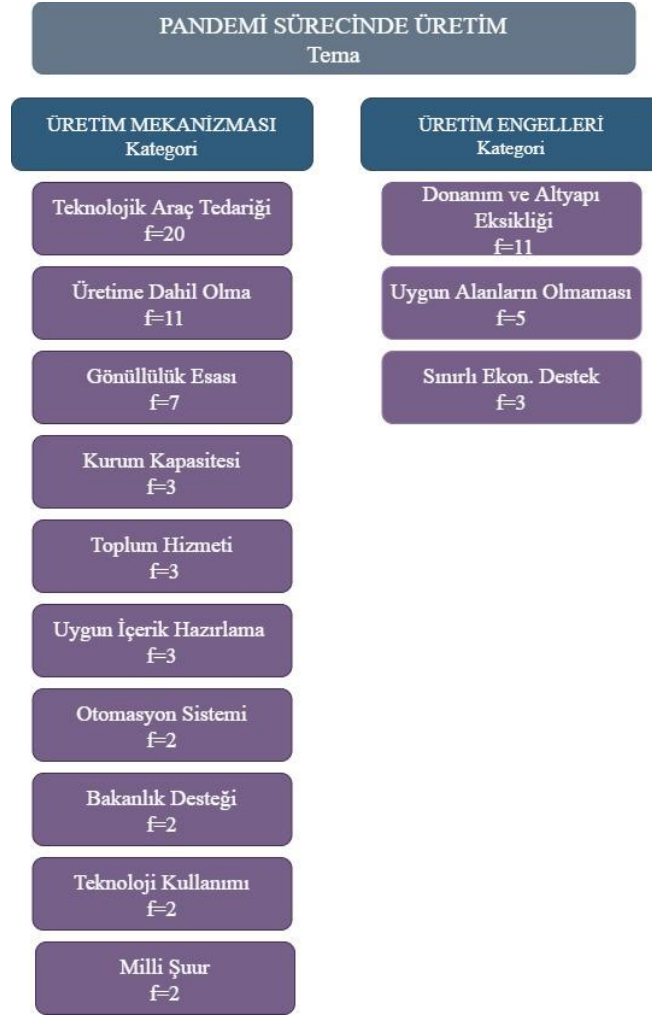 PANDEMİ SÜRECİNDE ÜRETİM
Tema
ÜRETİM MEKANİZMASI
Kategori
Teknolojik Araç Tedariği
f=20
Üretime Dahil Olma
f=11
Gönüllülük Esası
f=7
Kurum Kapasitesi
f=3
Toplum Hizmeti
f=3
Uygun İçerik Hazırlama
f=3
Otomasyon Sistemi
f=2
Bakanlık Desteği
f=2
Teknoloji Kullanımı
f=2
Milli Şuur
f=2
ÜRETİM ENGELLERİ
Kategori
Donanım ve Altyapı
Eksikliği
f=11
Uygun Alanların Olmaması
f=5
Sınırlı Ekon. Destek
f=3